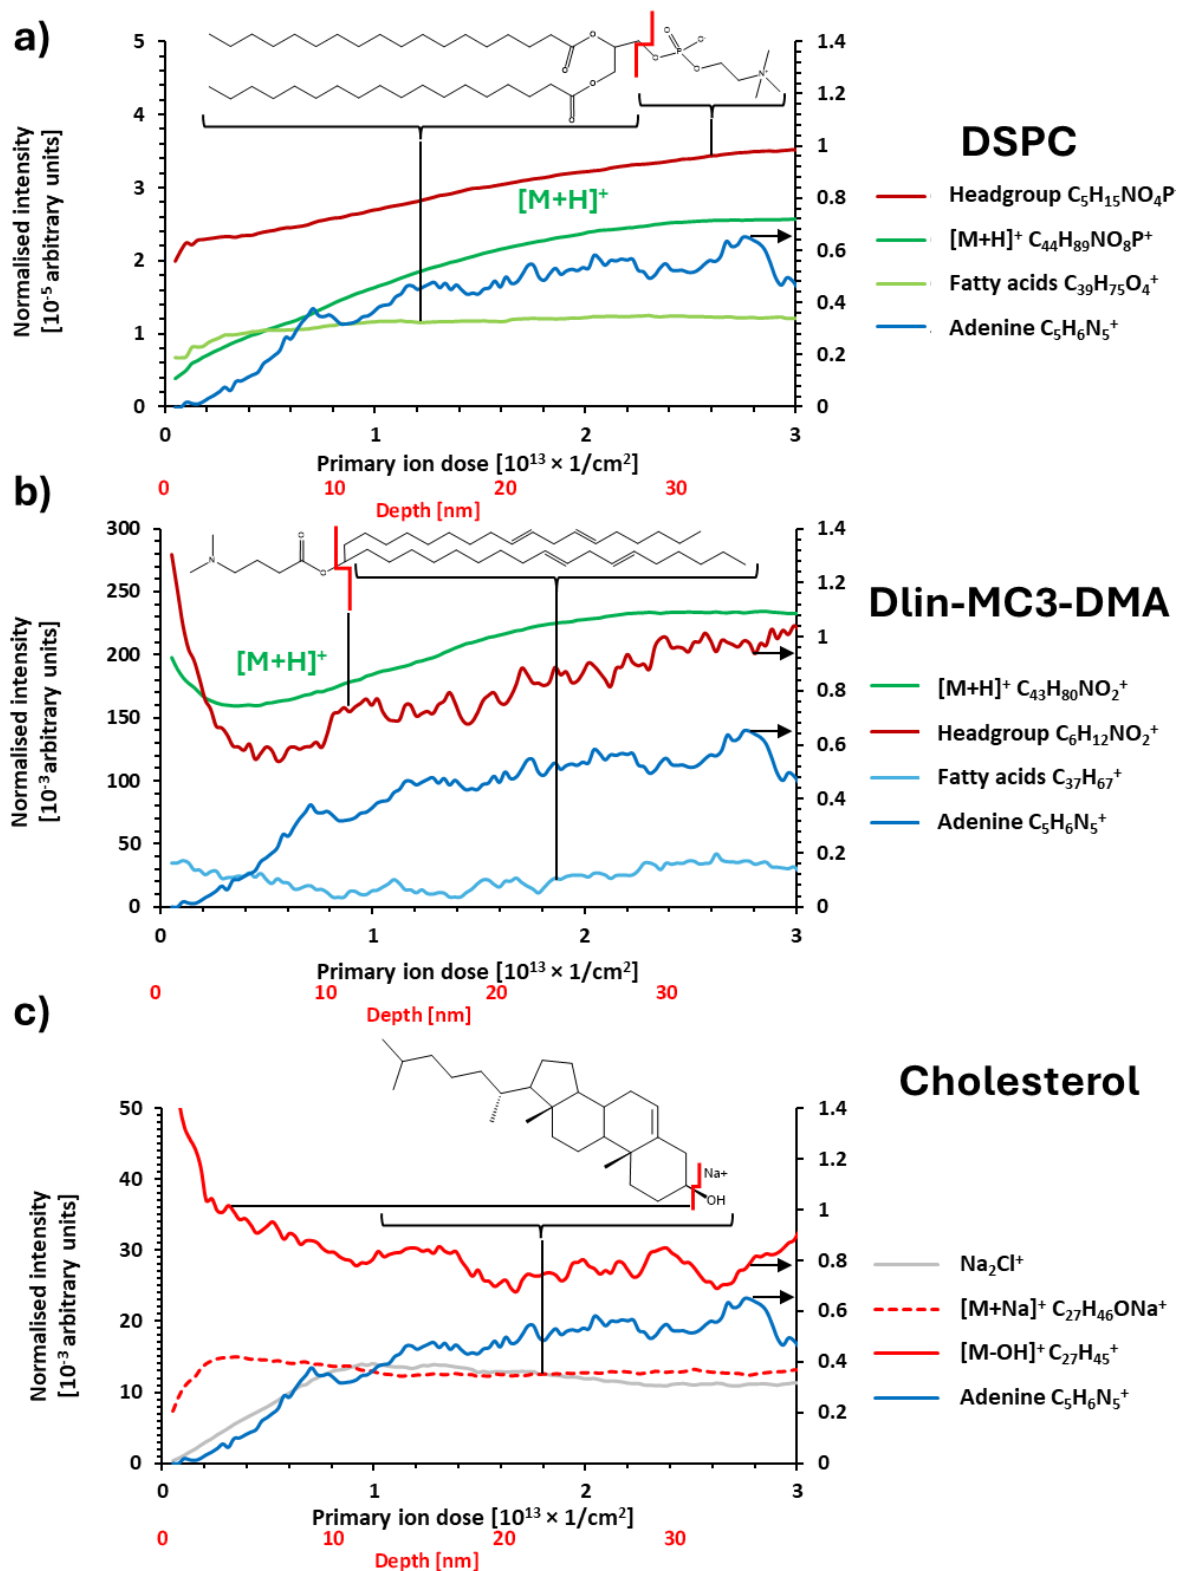 a)
Normalised intensity
[10⁻⁵ arbitrary units]
5
4
3
2
1
0
1.4
1.2
1
0.8
0.6
0.4
0.2
0
O
O
O
O
O
P
O
O⁻
O
N⁺
[M+H]⁺
0
1
2
3
Primary ion dose [10¹³ × 1/cm²]
0
10
20
30
Depth [nm]
DSPC
Headgroup C₅H₁₅NO₄P
[M+H]⁺ C₄₄H₈₉NO₈P⁺
Fatty acids C₃₉H₇₅O₄⁺
Adenine C₅H₆N₅⁺
b)
Normalised intensity
[10⁻³ arbitrary units]
300
250
200
150
100
50
0
1.4
1.2
1
0.8
0.6
0.4
0.2
0
N
O
O
[M+H]⁺
0
1
2
3
Primary ion dose [10¹³ × 1/cm²]
0
10
20
30
Depth [nm]
Dlin-MC3-DMA
[M+H]⁺ C₄₃H₈₀NO₂⁺
Headgroup C₆H₁₂NO₂⁺
Fatty acids C₃₇H₆₇⁺
Adenine C₅H₆N₅⁺
c)
Normalised intensity
[10⁻³ arbitrary units]
50
40
30
20
10
0
1.4
1.2
1
0.8
0.6
0.4
0.2
0
Na+
OH
0
1
2
3
Primary ion dose [10¹³ × 1/cm²]
0
10
20
30
Depth [nm]
Cholesterol
Na₂Cl⁺
[M+Na]⁺ C₂₇H₄₆ONa⁺
[M-OH]⁺ C₂₇H₄₅⁺
Adenine C₅H₆N₅⁺